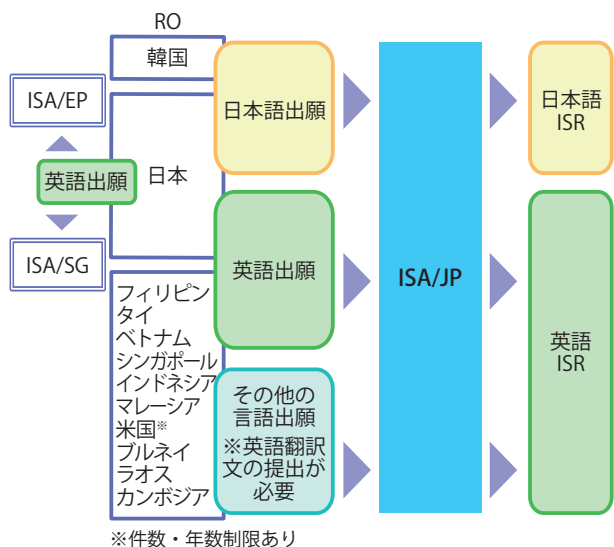 RO
韓国
ISA/EP
日本語出願
日本語
ISR
英語出願
日本
ISA/SG
英語出願
ISA/JP
フィリピン
タイ
ベトナム
シンガポール
インドネシア
マレーシア
米国※
ブルネイ
ラオス
カンボジア
その他の
言語出願
※英語翻訳
文の提出が
必要
英語
ISR
※件数・年数制限あり